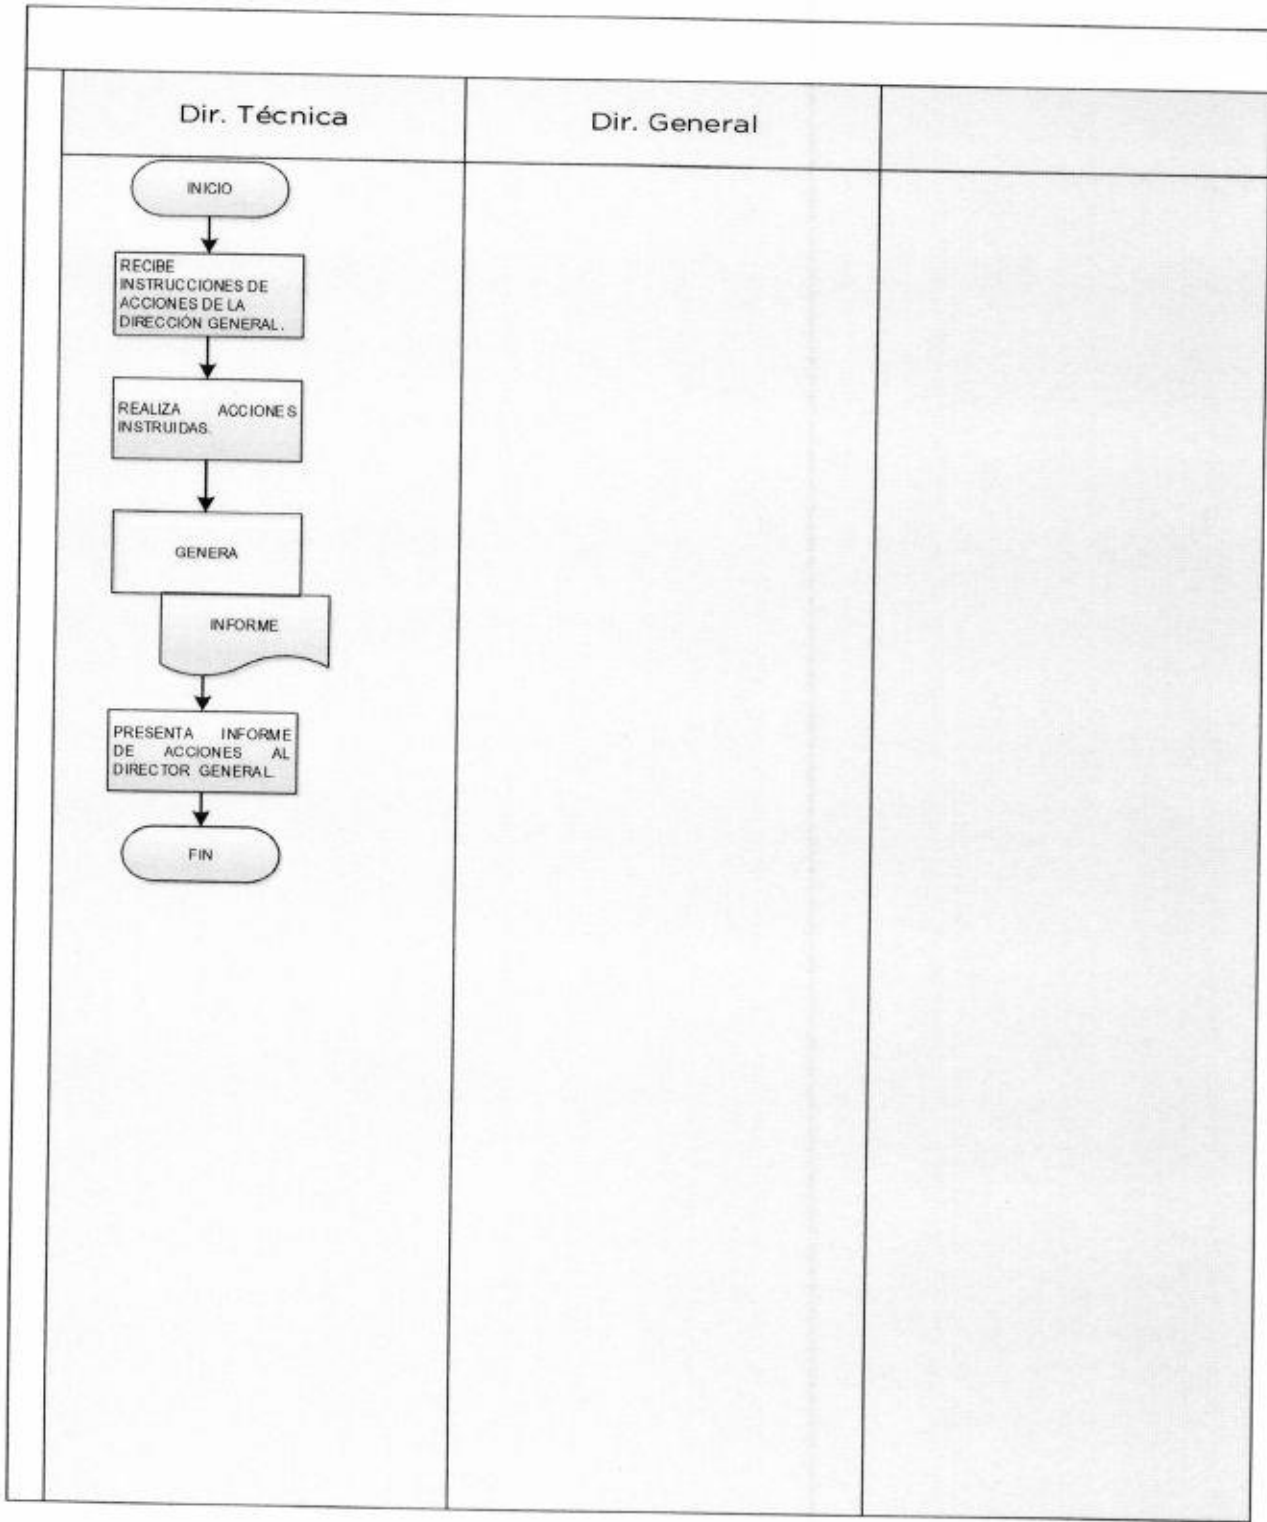 Dir. Técnica
Dir. General
INICIO
RECIBE
INSTRUCCIONES DE
ACCIONES DE LA
DIRECCIÓN GENERAL.
REALIZA ACCIONES
INSTRUIDAS.
GENERA
INFORME
PRESENTA INFORME
DE ACCIONES AL
DIRECTOR GENERAL.
FIN